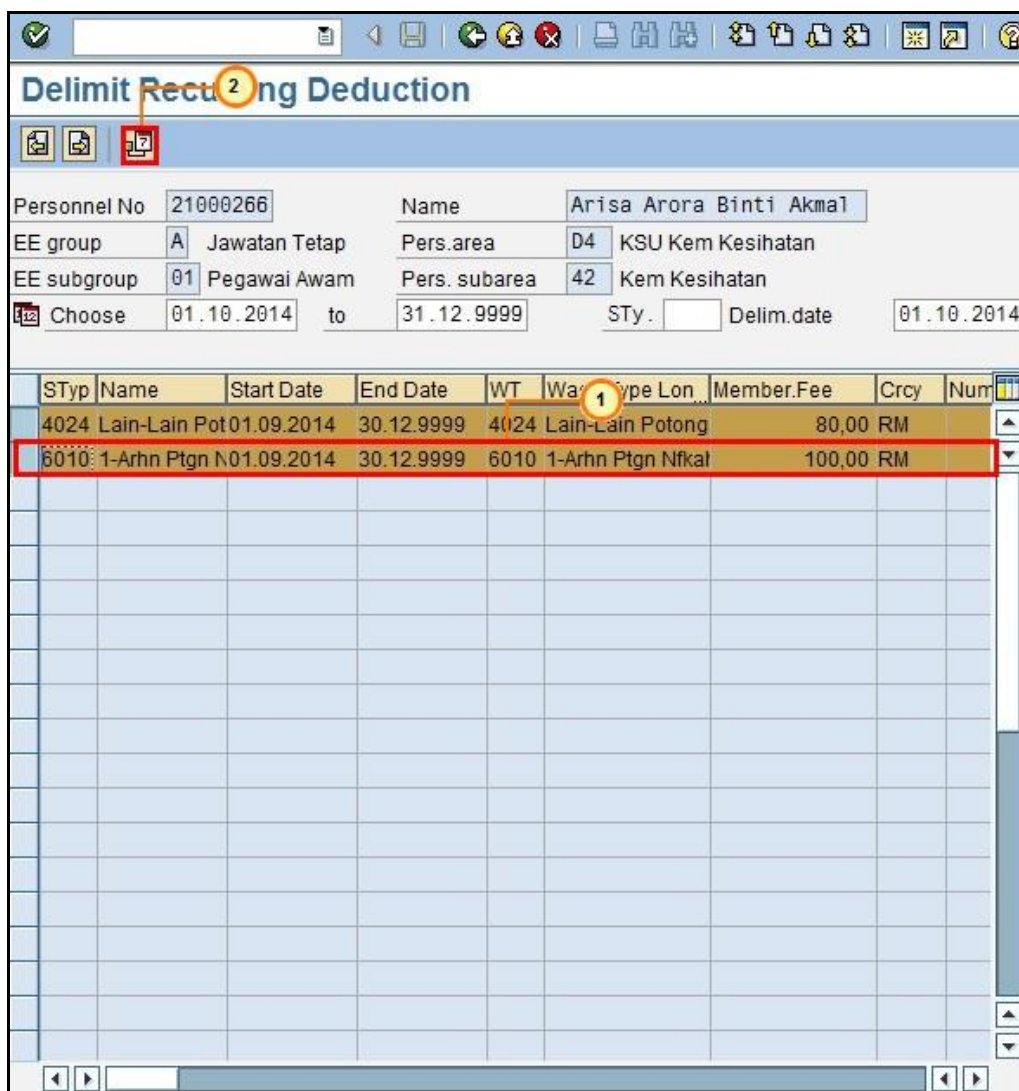 Delimit Recu 2 ng Deduction
Personnel No 21000266 Name Arisa Arora Binti Akmal
EE group A Jawatan Tetap Pers.area D4 KSU Kem Kesihatan
EE subgroup 01 Pegawai Awam Pers. subarea 42 Kem Kesihatan
12 Choose 01.10.2014 to 31.12.9999 STy. Delim.date 01.10.2014
STyp Name Start Date End Date WT Wa 1 ype Lon... Member.Fee Crcy Num
4024 Lain-Lain Pot 01.09.2014 30.12.9999 4024 Lain-Lain Potong 80,00 RM
6010 1-Arhn Ptgn N 01.09.2014 30.12.9999 6010 1-Arhn Ptgn Nfkah 100,00 RM